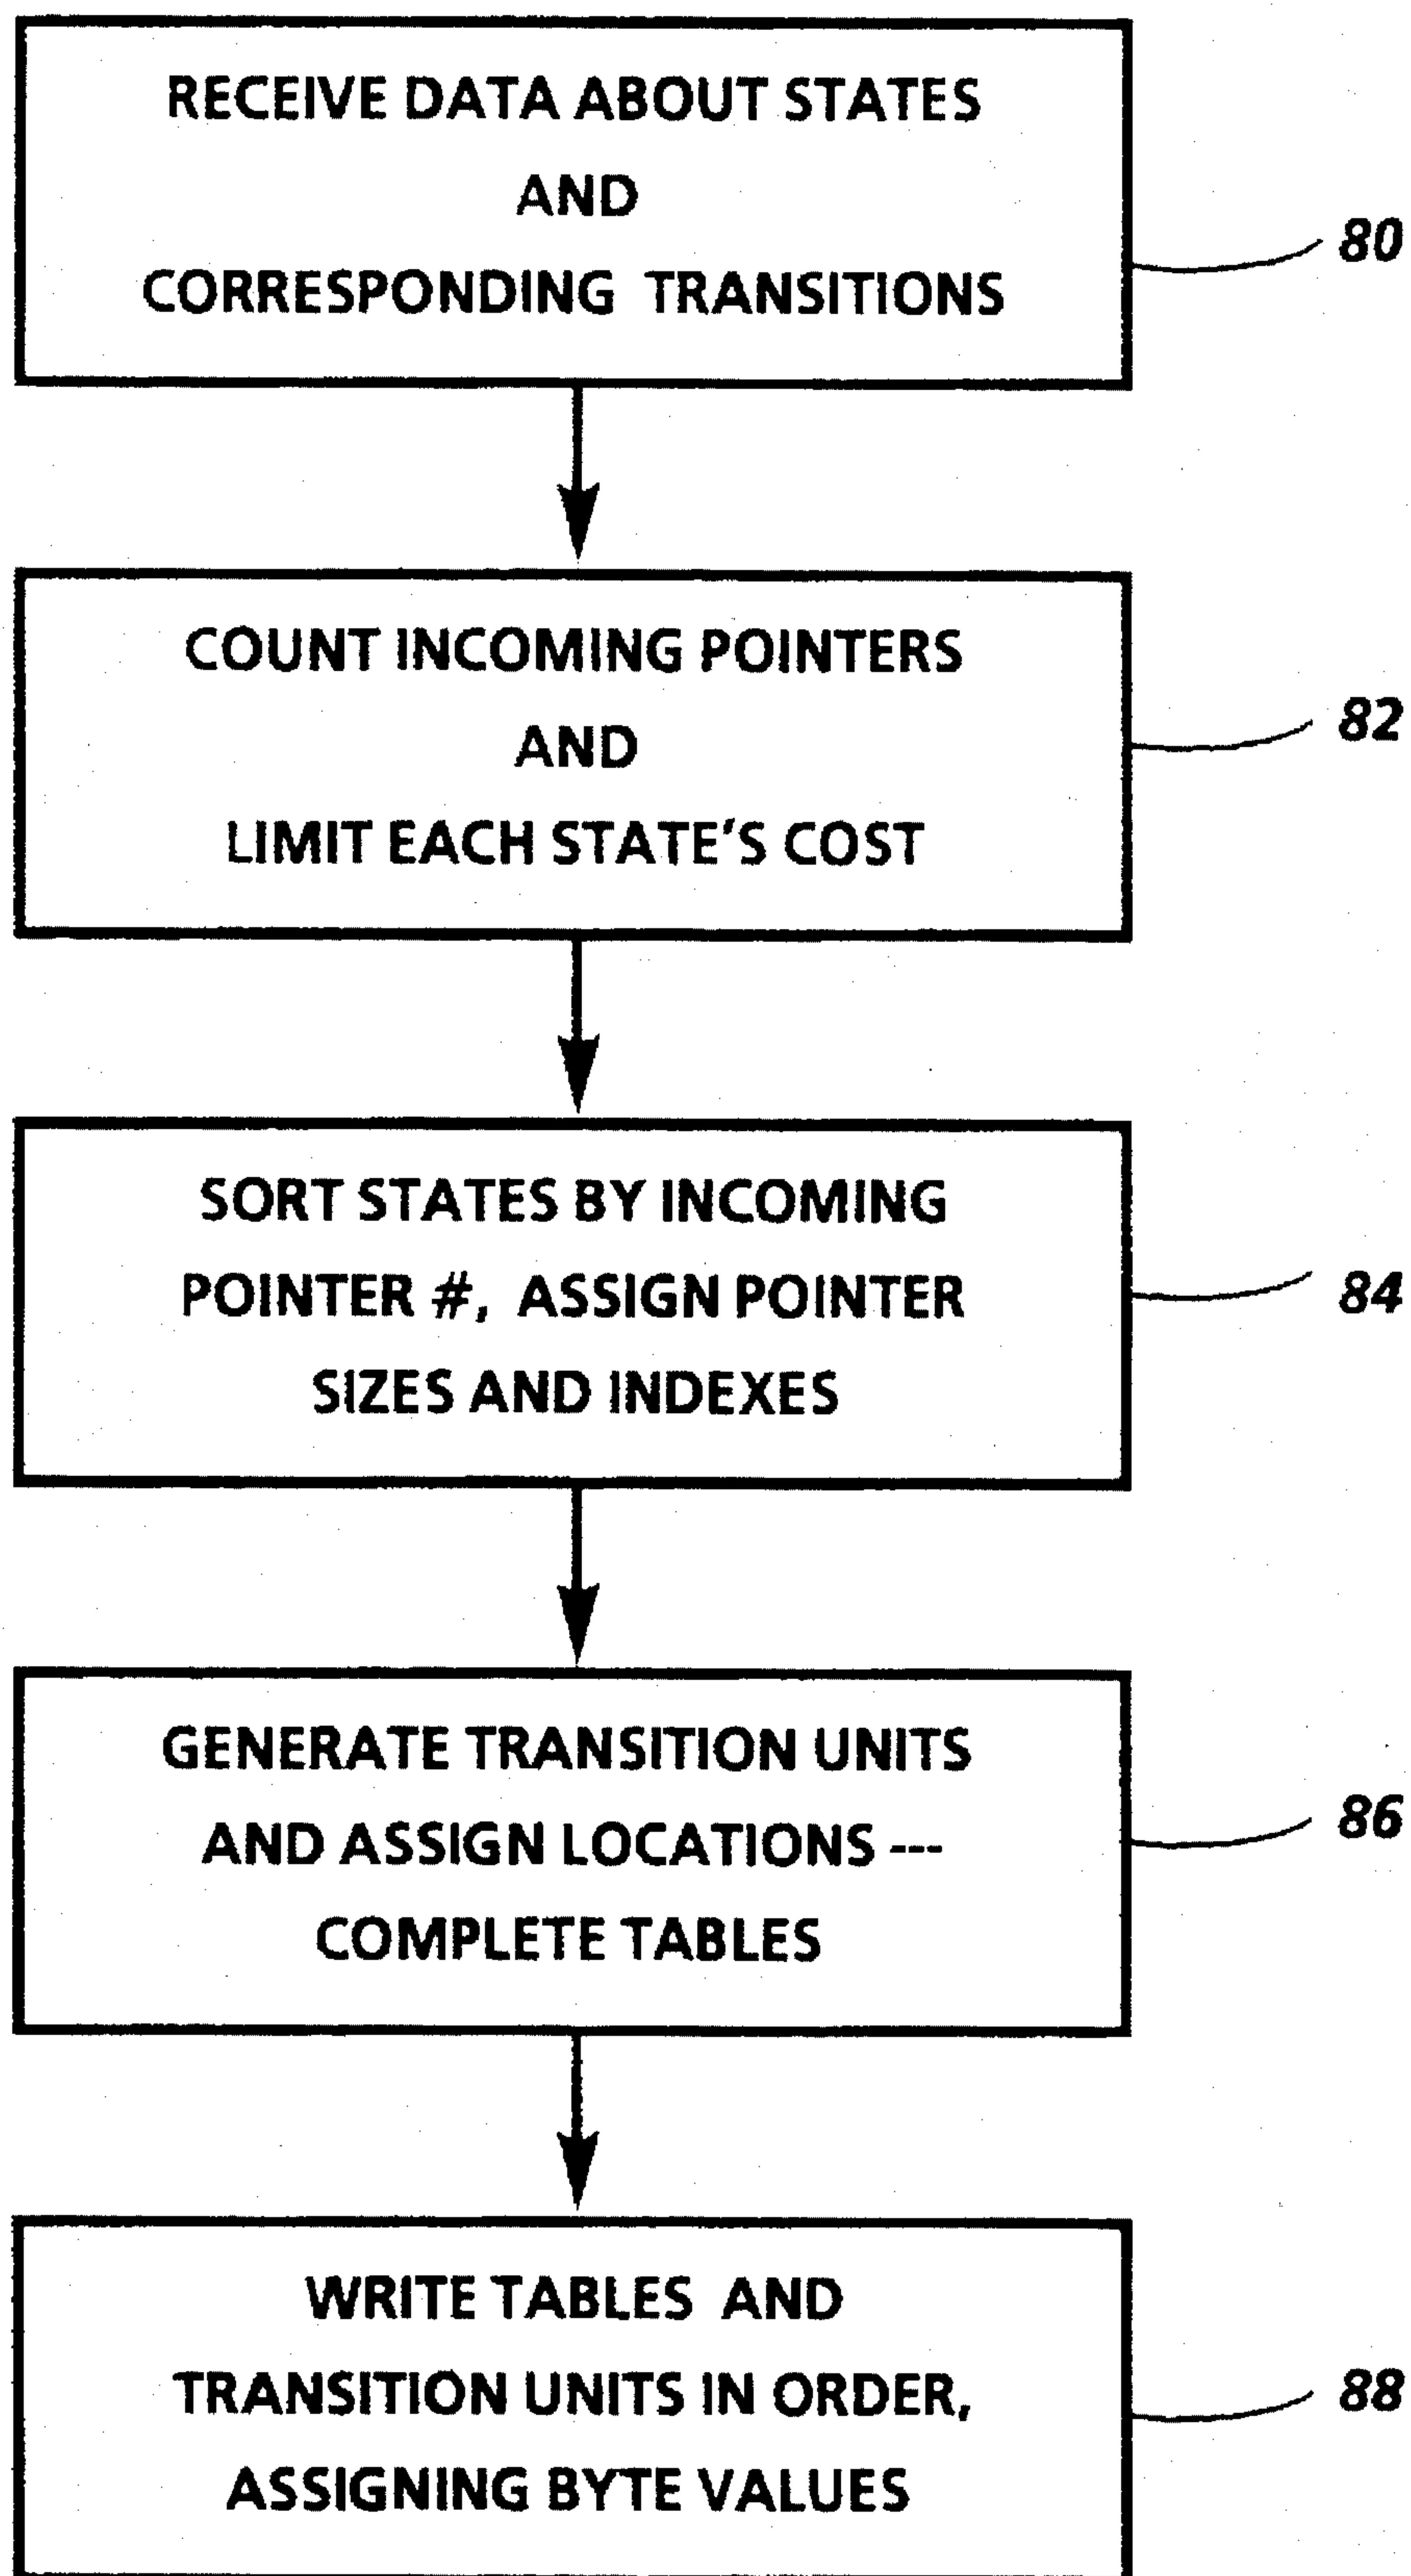 RECEIVE DATA ABOUT STATES
AND
CORRESPONDING TRANSITIONS
80
COUNT INCOMING POINTERS
AND
LIMIT EACH STATE'S COST
82
SORT STATES BY INCOMING
POINTER #, ASSIGN POINTER
SIZES AND INDEXES
84
GENERATE TRANSITION UNITS
AND ASSIGN LOCATIONS ---
COMPLETE TABLES
86
WRITE TABLES AND
TRANSITION UNITS IN ORDER,
ASSIGNING BYTE VALUES
88